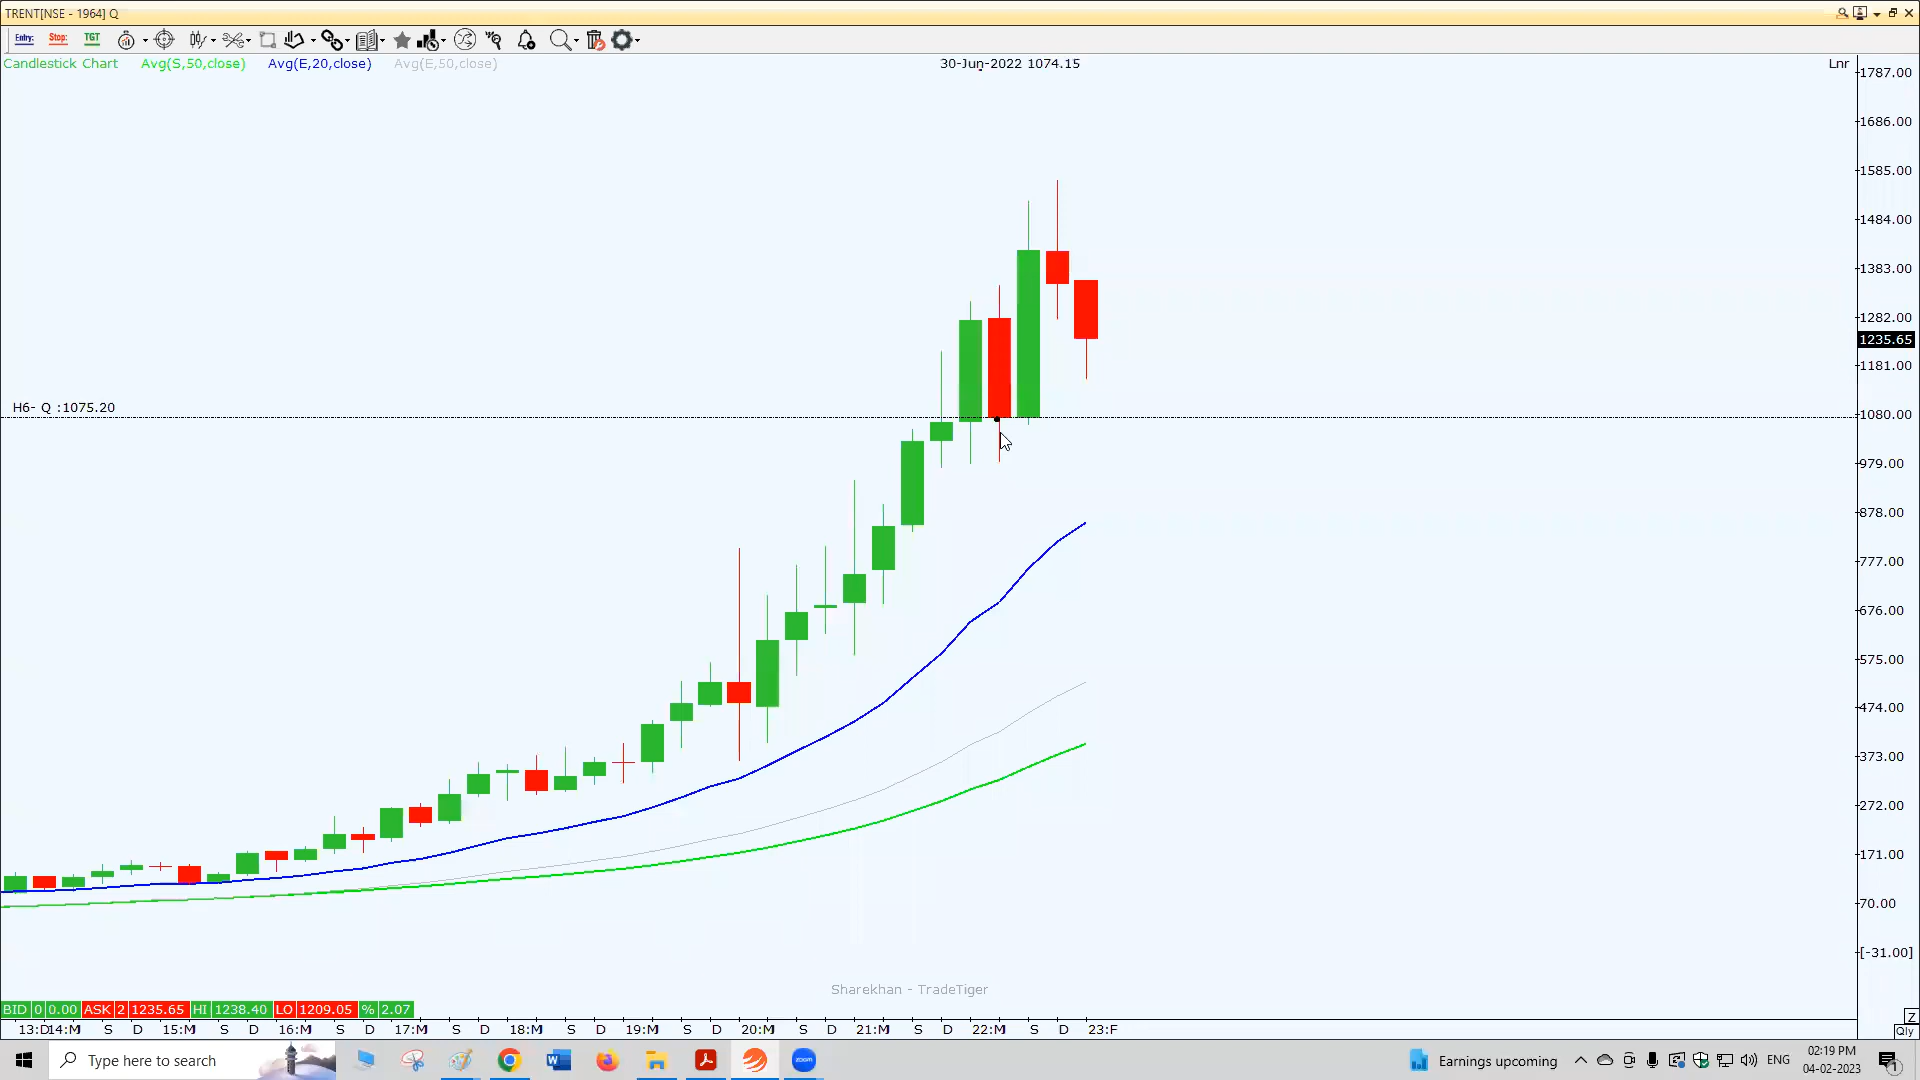 TRENT[NSE - 1964] Q
Entry: Stop: TGT
Candlestick Chart Avg(S,50,close) Avg(E,20,close) Avg(E,50,close) 30-Jun-2022 1074.15 Lnr
1787.00
1686.00
1585.00
1484.00
1383.00
1282.00
1235.65
1181.00
H6- Q :1075.20
1080.00
979.00
878.00
777.00
676.00
575.00
474.00
373.00
272.00
171.00
70.00
[-31.00]
Sharekhan - TradeTiger
BID 0 0.00 ASK 2 1235.65 HI 1238.40 LO 1209.05 % 2.07
Z
13:D 14:M S D 15:M S D 16:M S D 17:M S D 18:M S D 19:M S D 20:M S D 21:M S D 22:M S D 23:F
Qly
Type here to search
zoom
Earnings upcoming
ENG
02:19 PM
04-02-2023
1